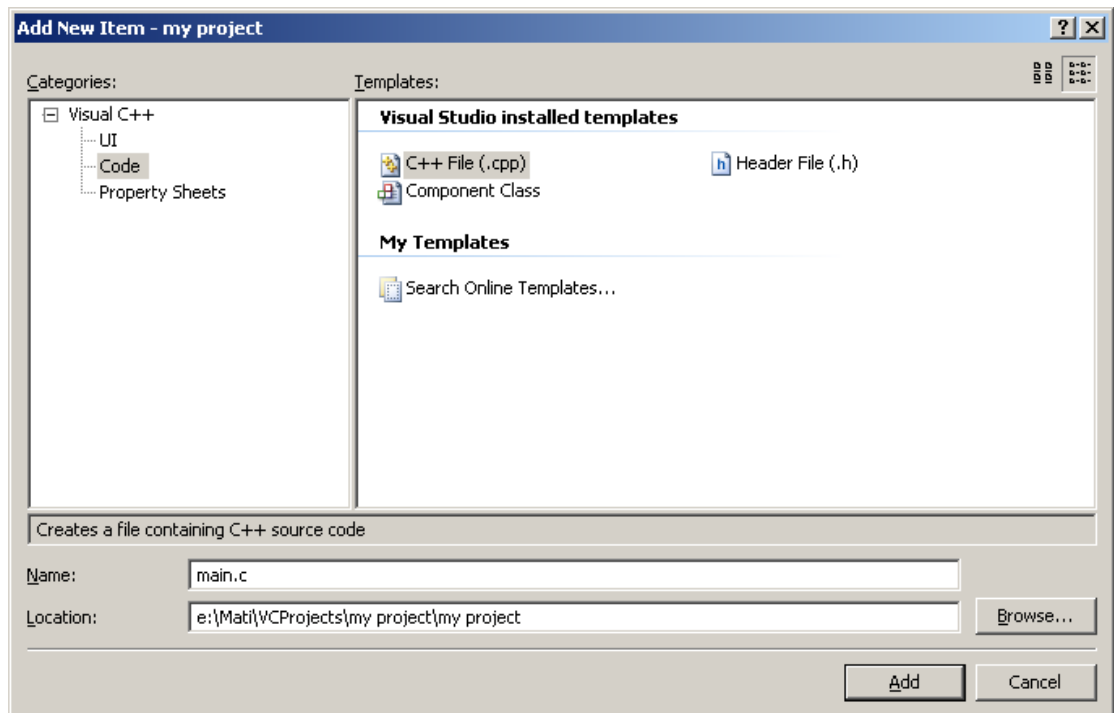 Add New Item - my project
Categories:
Templates:
Visual C++
UI
Code
Property Sheets
Visual Studio installed templates
C++ File (.cpp)
Header File (.h)
Component Class
My Templates
Search Online Templates...
Creates a file containing C++ source code
Name:
main.c
Location:
e:\Mati\VCProjects\my project\my project
Browse...
Add
Cancel